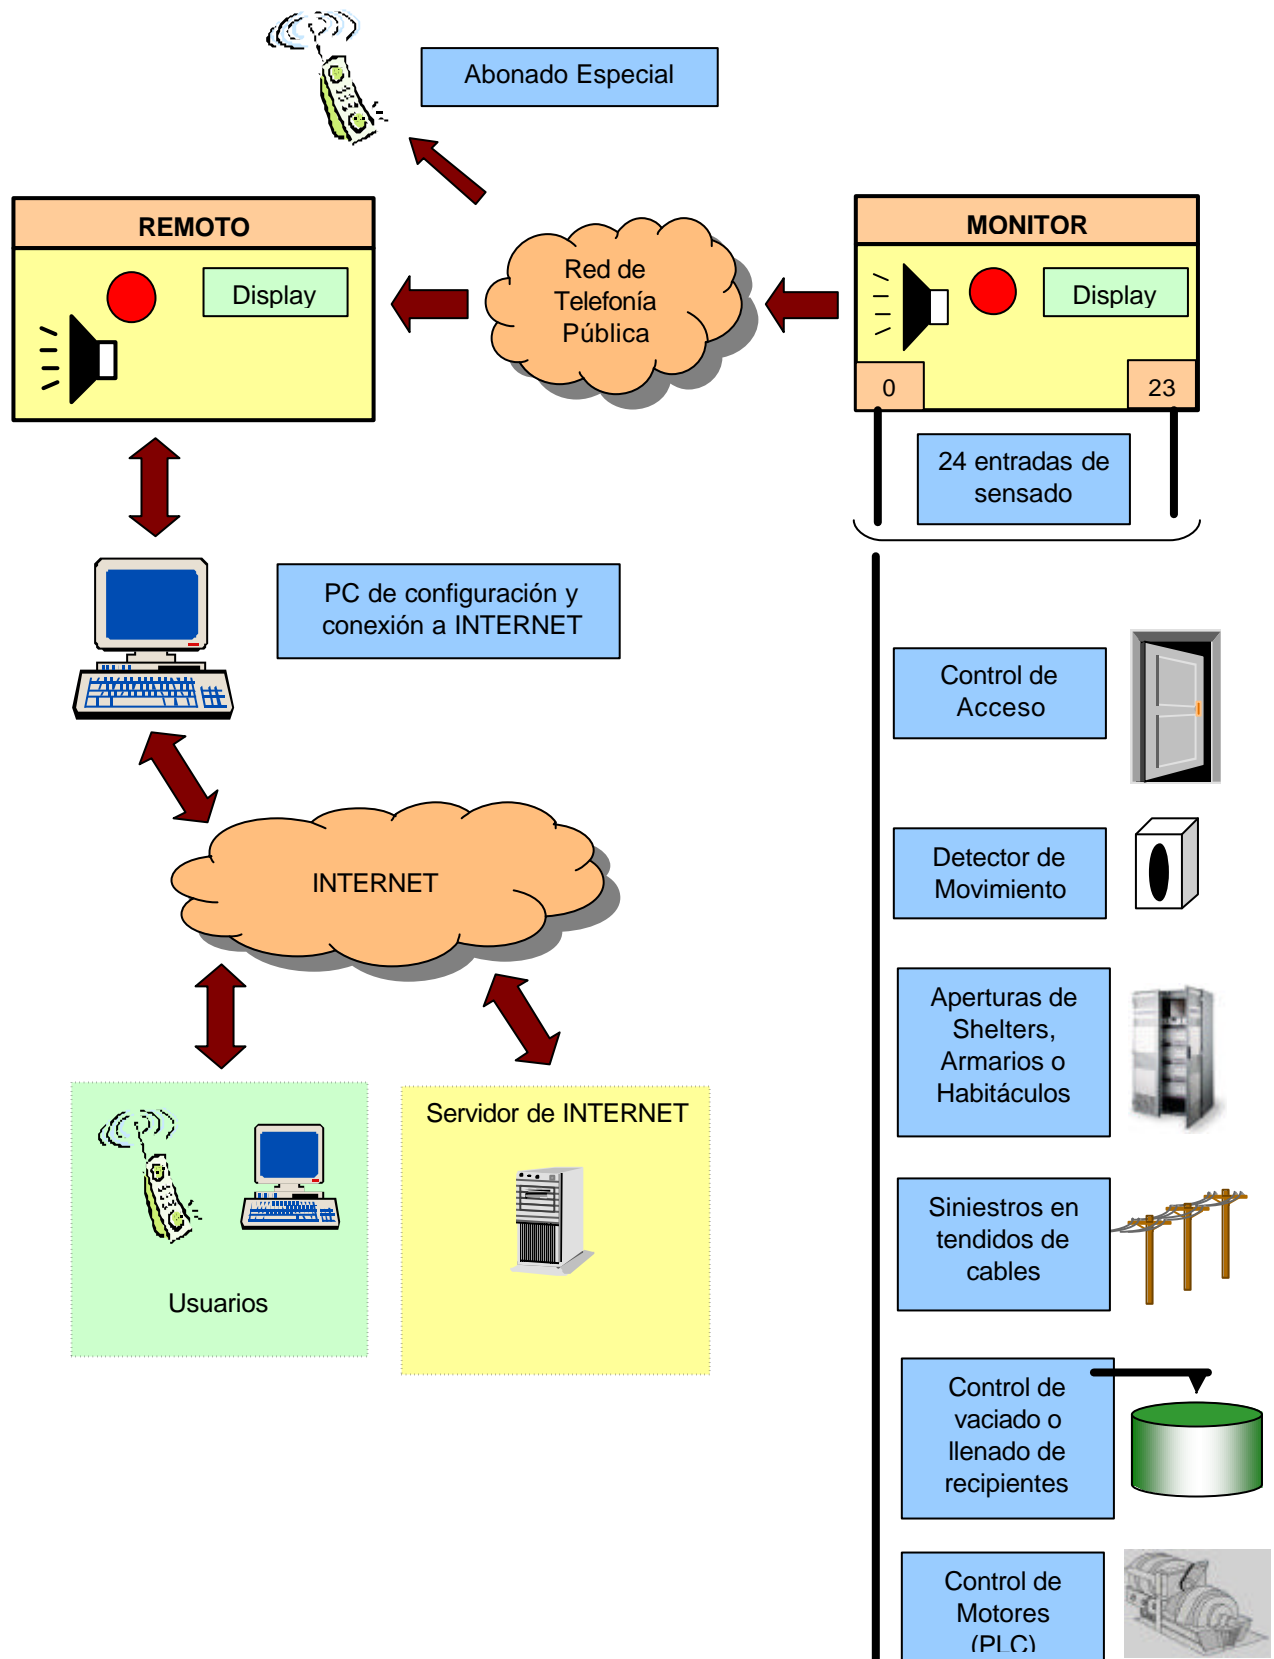 Abonado Especial
REMOTO
Display
Red de
Telefonía
Pública
MONITOR
Display
0
23
24 entradas de
sensado
PC de configuración y
conexión a INTERNET
Control de
Acceso
Detector de
Movimiento
INTERNET
Aperturas de
Shelters,
Armarios o
Habitáculos
Servidor de INTERNET
Usuarios
Siniestros en
tendidos de
cables
Control de
vaciado o
llenado de
recipientes
Control de
Motores
(PLC)